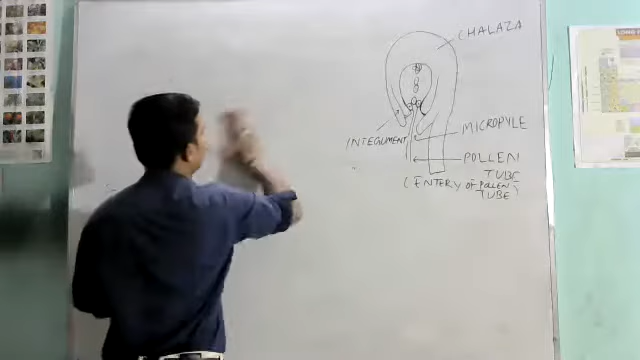 CHALAZA
INTEGUMENT
MICROPYLE
POLLEN
TUBE
(ENTERY OF POLLEN
TUBE)